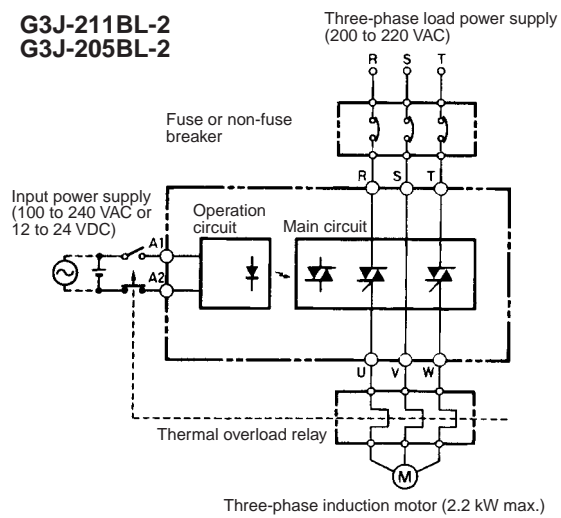 G3J-211BL-2
G3J-205BL-2
Three-phase load power supply
(200 to 220 VAC)
R S T
Fuse or non-fuse
breaker
R S T
Input power supply
(100 to 240 VAC or
12 to 24 VDC)
A1
A2
Operation
circuit
Main circuit
U V W
Thermal overload relay
M
Three-phase induction motor (2.2 kW max.)